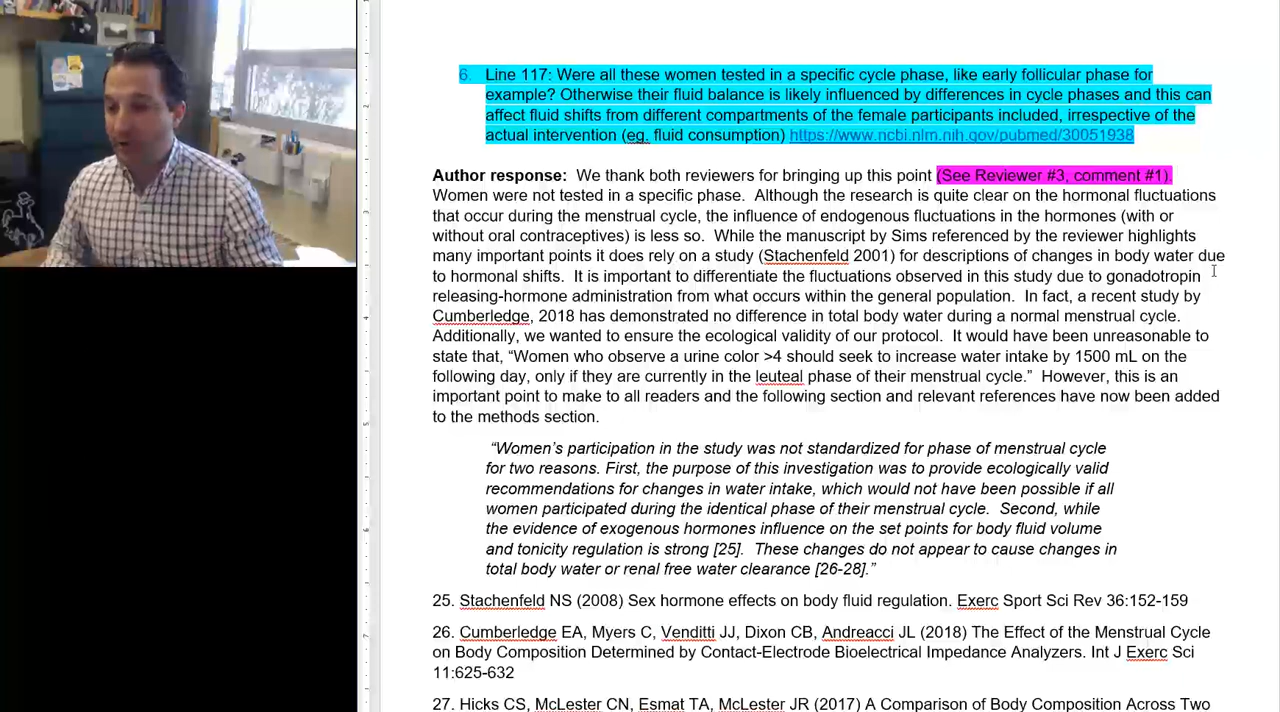 6. Line 117: Were all these women tested in a specific cycle phase, like early follicular phase for
example? Otherwise their fluid balance is likely influenced by differences in cycle phases and this can
affect fluid shifts from different compartments of the female participants included, irrespective of the
actual intervention (eg. fluid consumption) https://www.ncbi.nlm.nih.gov/pubmed/30051938
Author response: We thank both reviewers for bringing up this point (See Reviewer #3, comment #1).
Women were not tested in a specific phase. Although the research is quite clear on the hormonal fluctuations
that occur during the menstrual cycle, the influence of endogenous fluctuations in the hormones (with or
without oral contraceptives) is less so. While the manuscript by Sims referenced by the reviewer highlights
many important points it does rely on a study (Stachenfeld 2001) for descriptions of changes in body water due
to hormonal shifts. It is important to differentiate the fluctuations observed in this study due to gonadotropin
releasing-hormone administration from what occurs within the general population. In fact, a recent study by
Cumberledge, 2018 has demonstrated no difference in total body water during a normal menstrual cycle.
Additionally, we wanted to ensure the ecological validity of our protocol. It would have been unreasonable to
state that, “Women who observe a urine color >4 should seek to increase water intake by 1500 mL on the
following day, only if they are currently in the leuteal phase of their menstrual cycle.” However, this is an
important point to make to all readers and the following section and relevant references have now been added
to the methods section.
“Women’s participation in the study was not standardized for phase of menstrual cycle
for two reasons. First, the purpose of this investigation was to provide ecologically valid
recommendations for changes in water intake, which would not have been possible if all
women participated during the identical phase of their menstrual cycle. Second, while
the evidence of exogenous hormones influence on the set points for body fluid volume
and tonicity regulation is strong [25]. These changes do not appear to cause changes in
total body water or renal free water clearance [26-28].”
25. Stachenfeld NS (2008) Sex hormone effects on body fluid regulation. Exerc Sport Sci Rev 36:152-159
26. Cumberledge EA, Myers C, Venditti JJ, Dixon CB, Andreacci JL (2018) The Effect of the Menstrual Cycle
on Body Composition Determined by Contact-Electrode Bioelectrical Impedance Analyzers. Int J Exerc Sci
11:625-632
27. Hicks CS, McLester CN, Esmat TA, McLester JR (2017) A Comparison of Body Composition Across Two